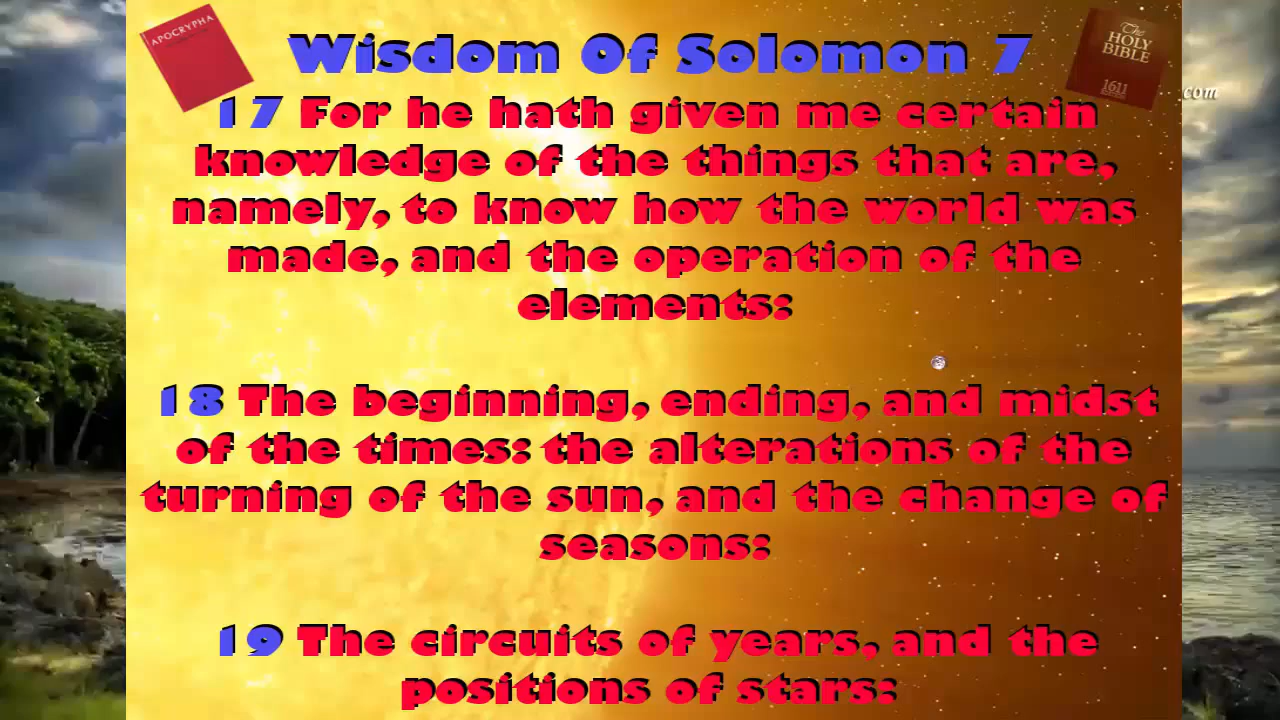 APOCRYPHA
Wisdom Of Solomon 7
The
HOLY
BIBLE
1611
com
17 For he hath given me certain
knowledge of the things that are,
namely, to know how the world was
made, and the operation of the
elements:
18 The beginning, ending, and midst
of the times: the alterations of the
turning of the sun, and the change of
seasons:
19 The circuits of years, and the
positions of stars: